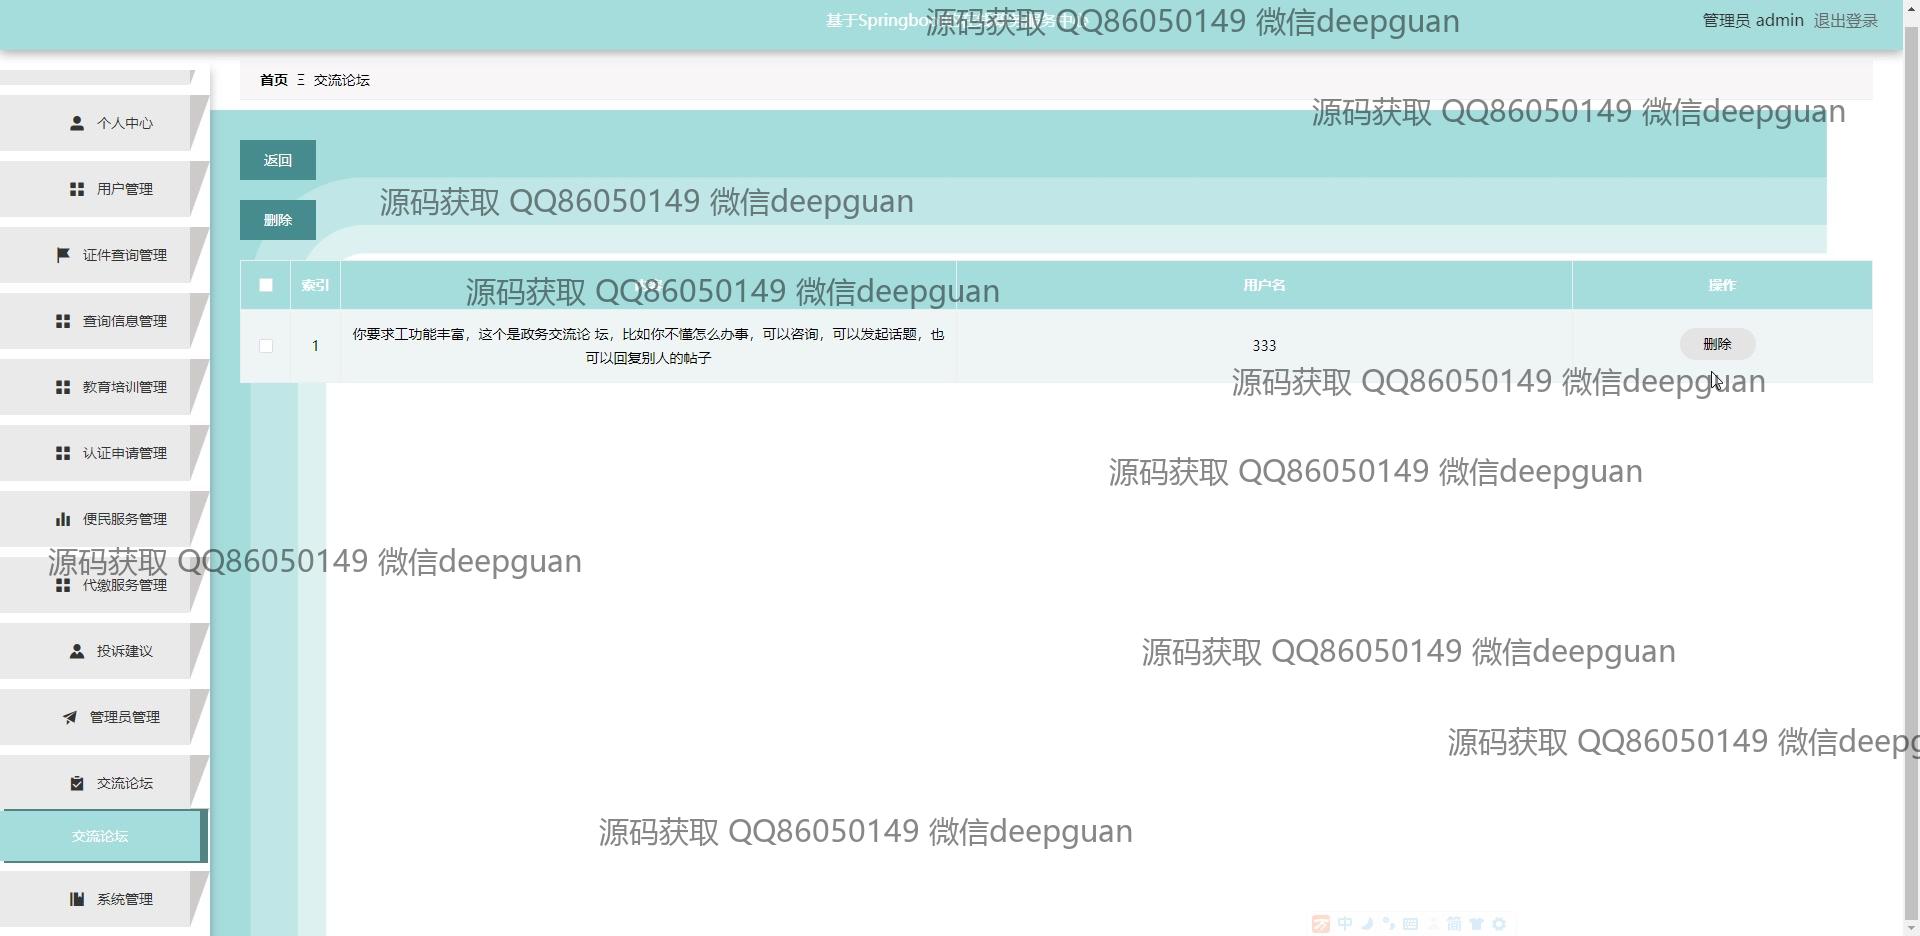 基于Springbo
源码获取 QQ86050149 微信deepguan
管理员 admin 退出登录
首页 Ξ 交流论坛
源码获取 QQ86050149 微信deepguan
个人中心
返回
用户管理
源码获取 QQ86050149 微信deepguan
删除
证件查询管理
索引
用户名
操作
源码获取 QQ86050149 微信deepguan
查询信息管理
1
你要求工功能丰富，这个是政务交流论 坛，比如你不懂怎么办事，可以咨询，可以发起话题，也
可以回复别人的帖子
333
删除
源码获取 QQ86050149 微信deepguan
教育培训管理
认证申请管理
源码获取 QQ86050149 微信deepguan
便民服务管理
源码获取 QQ86050149 微信deepguan
代缴服务管理
投诉建议
源码获取 QQ86050149 微信deepguan
管理员管理
源码获取 QQ86050149 微信deepg
交流论坛
交流论坛
源码获取 QQ86050149 微信deepguan
系统管理
中
简